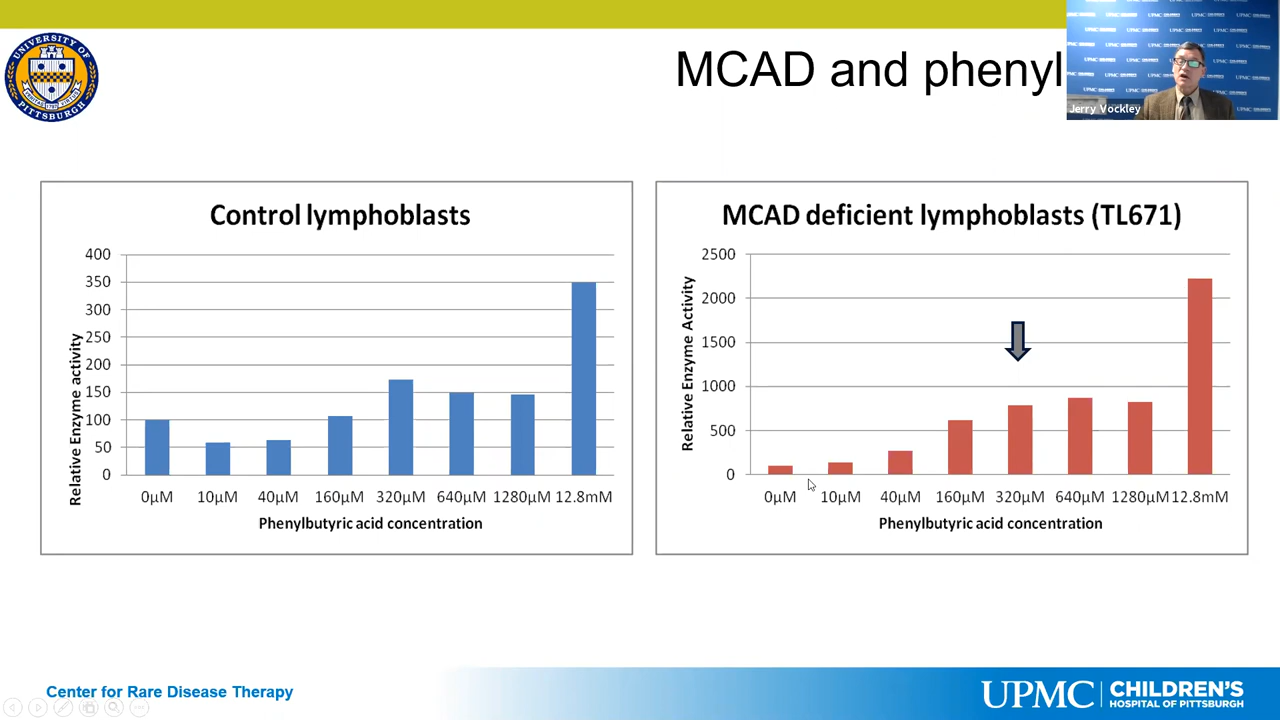 UNIVERSITY OF
PITTSBURGH
MCAD and phenyl
Jerry Vockley
Control lymphoblasts
Relative Enzyme activity
400
350
300
250
200
150
100
50
0
0µM 10µM 40µM 160µM 320µM 640µM 1280µM 12.8mM
Phenylbutyric acid concentration
MCAD deficient lymphoblasts (TL671)
Relative Enzyme Activity
2500
2000
1500
1000
500
0
0µM 10µM 40µM 160µM 320µM 640µM 1280µM 12.8mM
Phenylbutyric acid concentration
Center for Rare Disease Therapy
UPMC CHILDREN'S
HOSPITAL OF PITTSBURGH